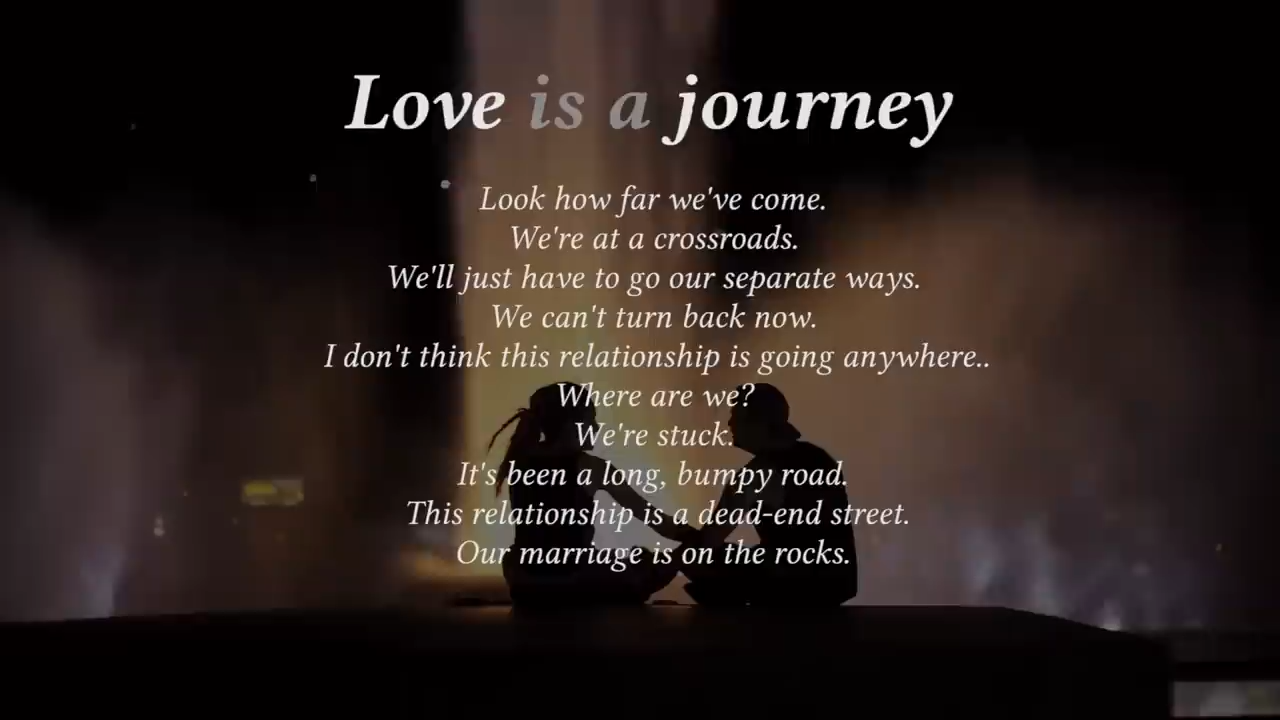 Love is a journey
Look how far we've come.
We're at a crossroads.
We'll just have to go our separate ways.
We can't turn back now.
I don't think this relationship is going anywhere..
Where are we?
We're stuck.
It's been a long, bumpy road.
This relationship is a dead-end street.
Our marriage is on the rocks.